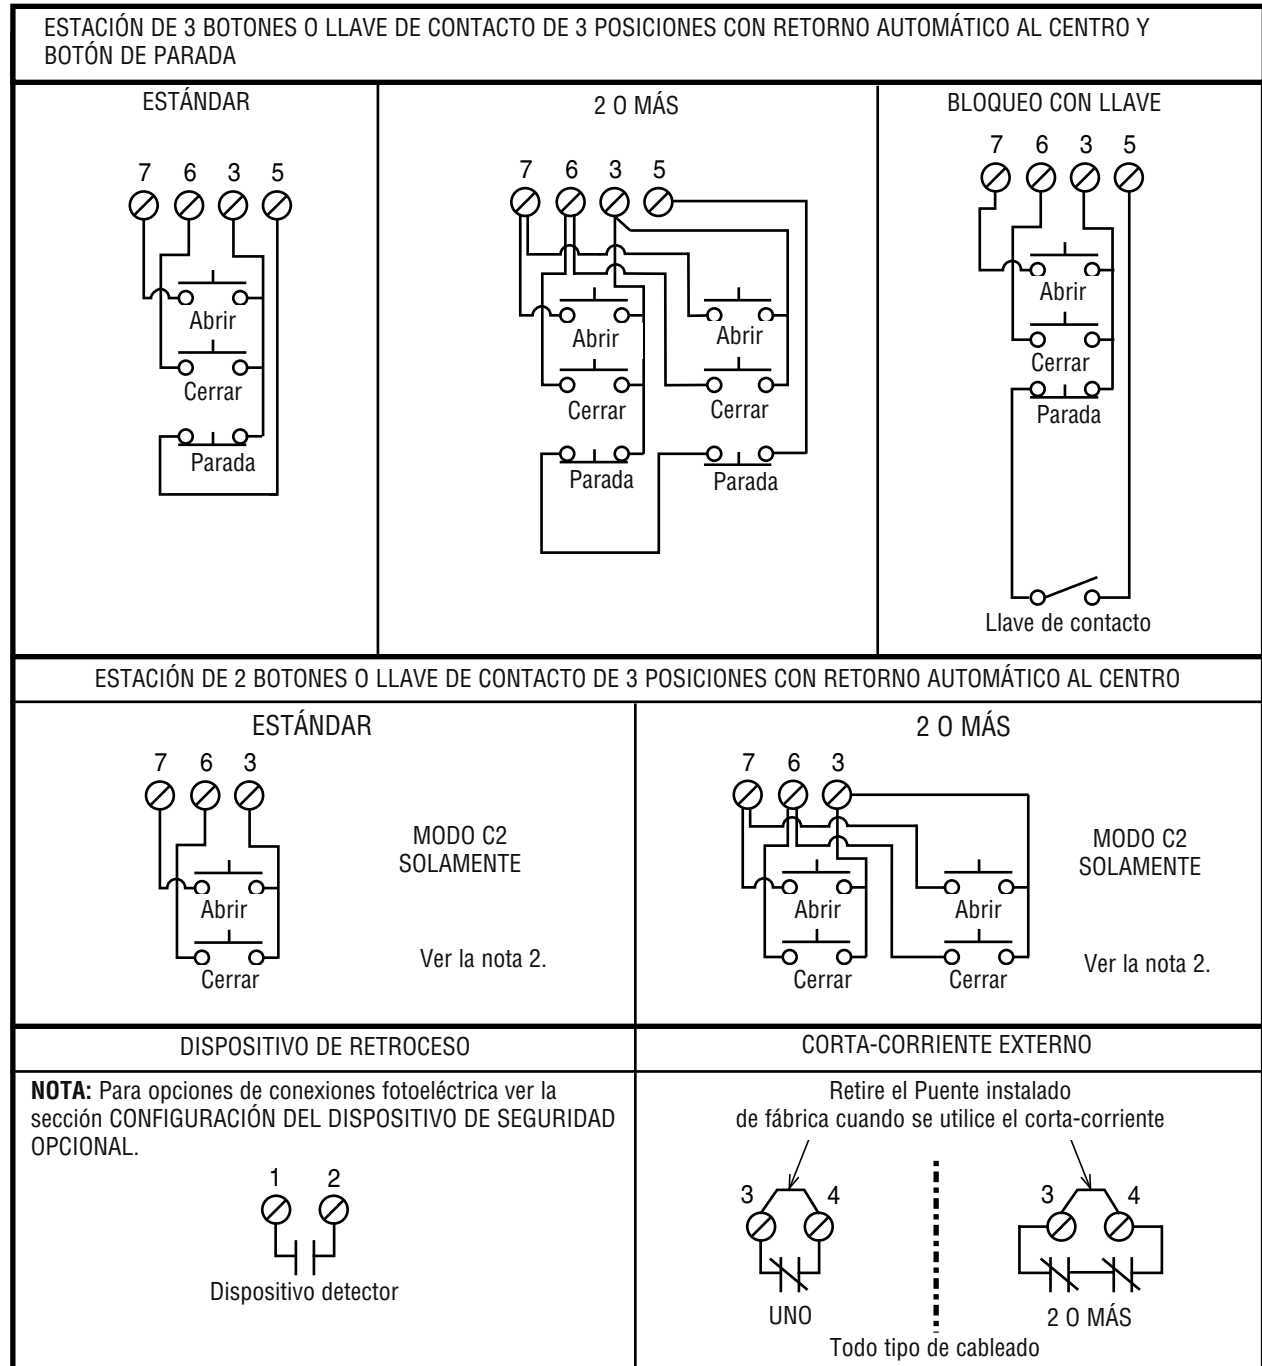 ESTACIÓN DE 3 BOTONES O LLAVE DE CONTACTO DE 3 POSICIONES CON RETORNO AUTOMÁTICO AL CENTRO Y
BOTÓN DE PARADA
ESTÁNDAR
7 6 3 5
Abrir
Cerrar
Parada
2 O MÁS
7 6 3 5
Abrir Abrir
Cerrar Cerrar
Parada Parada
BLOQUEO CON LLAVE
7 6 3 5
Abrir
Cerrar
Parada
Llave de contacto
ESTACIÓN DE 2 BOTONES O LLAVE DE CONTACTO DE 3 POSICIONES CON RETORNO AUTOMÁTICO AL CENTRO
ESTÁNDAR
7 6 3
Abrir
Cerrar
MODO C2
SOLAMENTE
Ver la nota 2.
2 O MÁS
7 6 3
Abrir Abrir
Cerrar Cerrar
MODO C2
SOLAMENTE
Ver la nota 2.
DISPOSITIVO DE RETROCESO
NOTA: Para opciones de conexiones fotoeléctrica ver la
sección CONFIGURACIÓN DEL DISPOSITIVO DE SEGURIDAD
OPCIONAL.
1 2
Dispositivo detector
CORTA-CORRIENTE EXTERNO
Retire el Puente instalado
de fábrica cuando se utilice el corta-corriente
3 4
UNO
3 4
2 O MÁS
Todo tipo de cableado